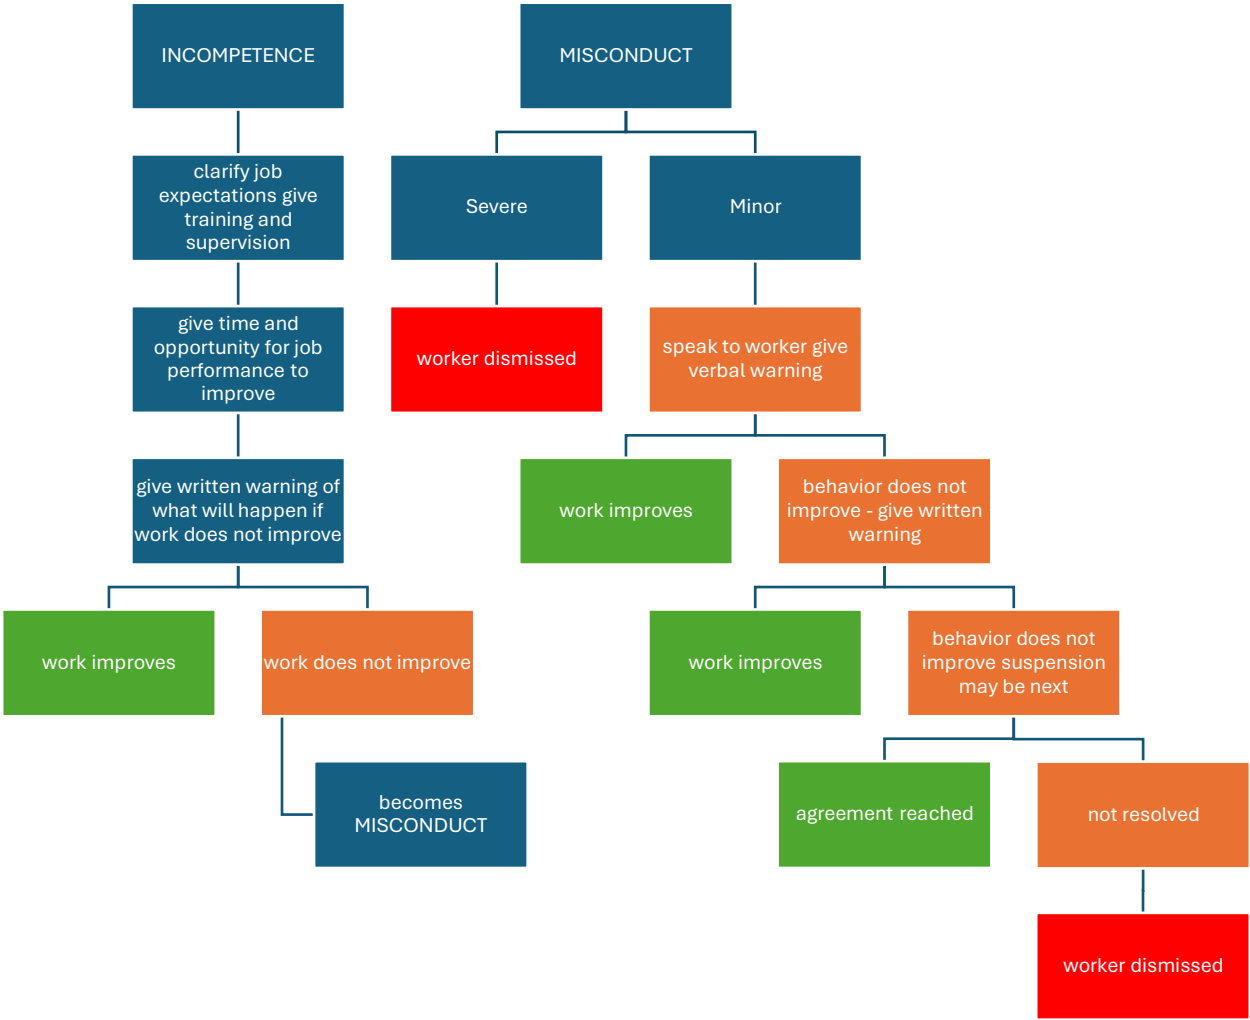 INCOMPETENCE
MISCONDUCT
clarify job
expectations give
training and
supervision
Severe
Minor
give time and
opportunity for job
performance to
improve
worker dismissed
speak to worker give
verbal warning
give written warning of
what will happen if
work does not improve
work improves
behavior does not
improve - give written
warning
work improves
work does not improve
work improves
behavior does not
improve suspension
may be next
becomes
MISCONDUCT
agreement reached
not resolved
worker dismissed